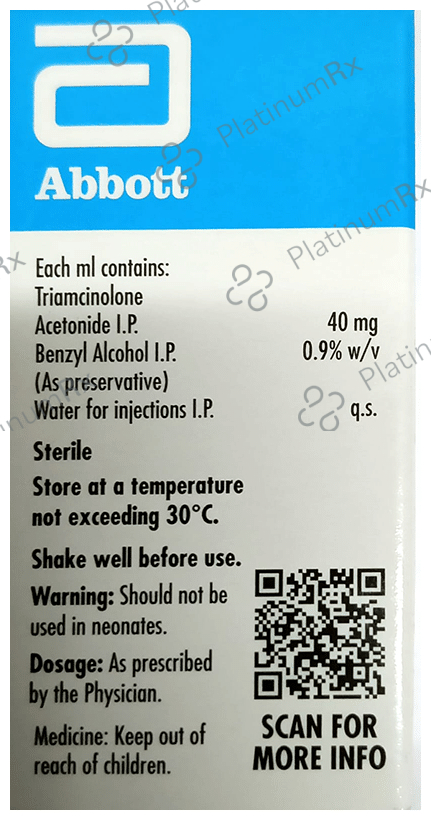 PlatinumRx
PlatinumRx
Abbott
PlatinumRx
Each ml contains:
Triamcinolone
Acetonide I.P. 40 mg
Benzyl Alcohol I.P. 0.9% w/v
(As preservative)
Water for injections I.P. q.s.
Sterile
Store at a temperature
not exceeding 30°C.
Shake well before use.
Warning: Should not be
used in neonates.
Dosage: As prescribed
by the Physician.
Medicine: Keep out of
reach of children.
SCAN FOR
MORE INFO